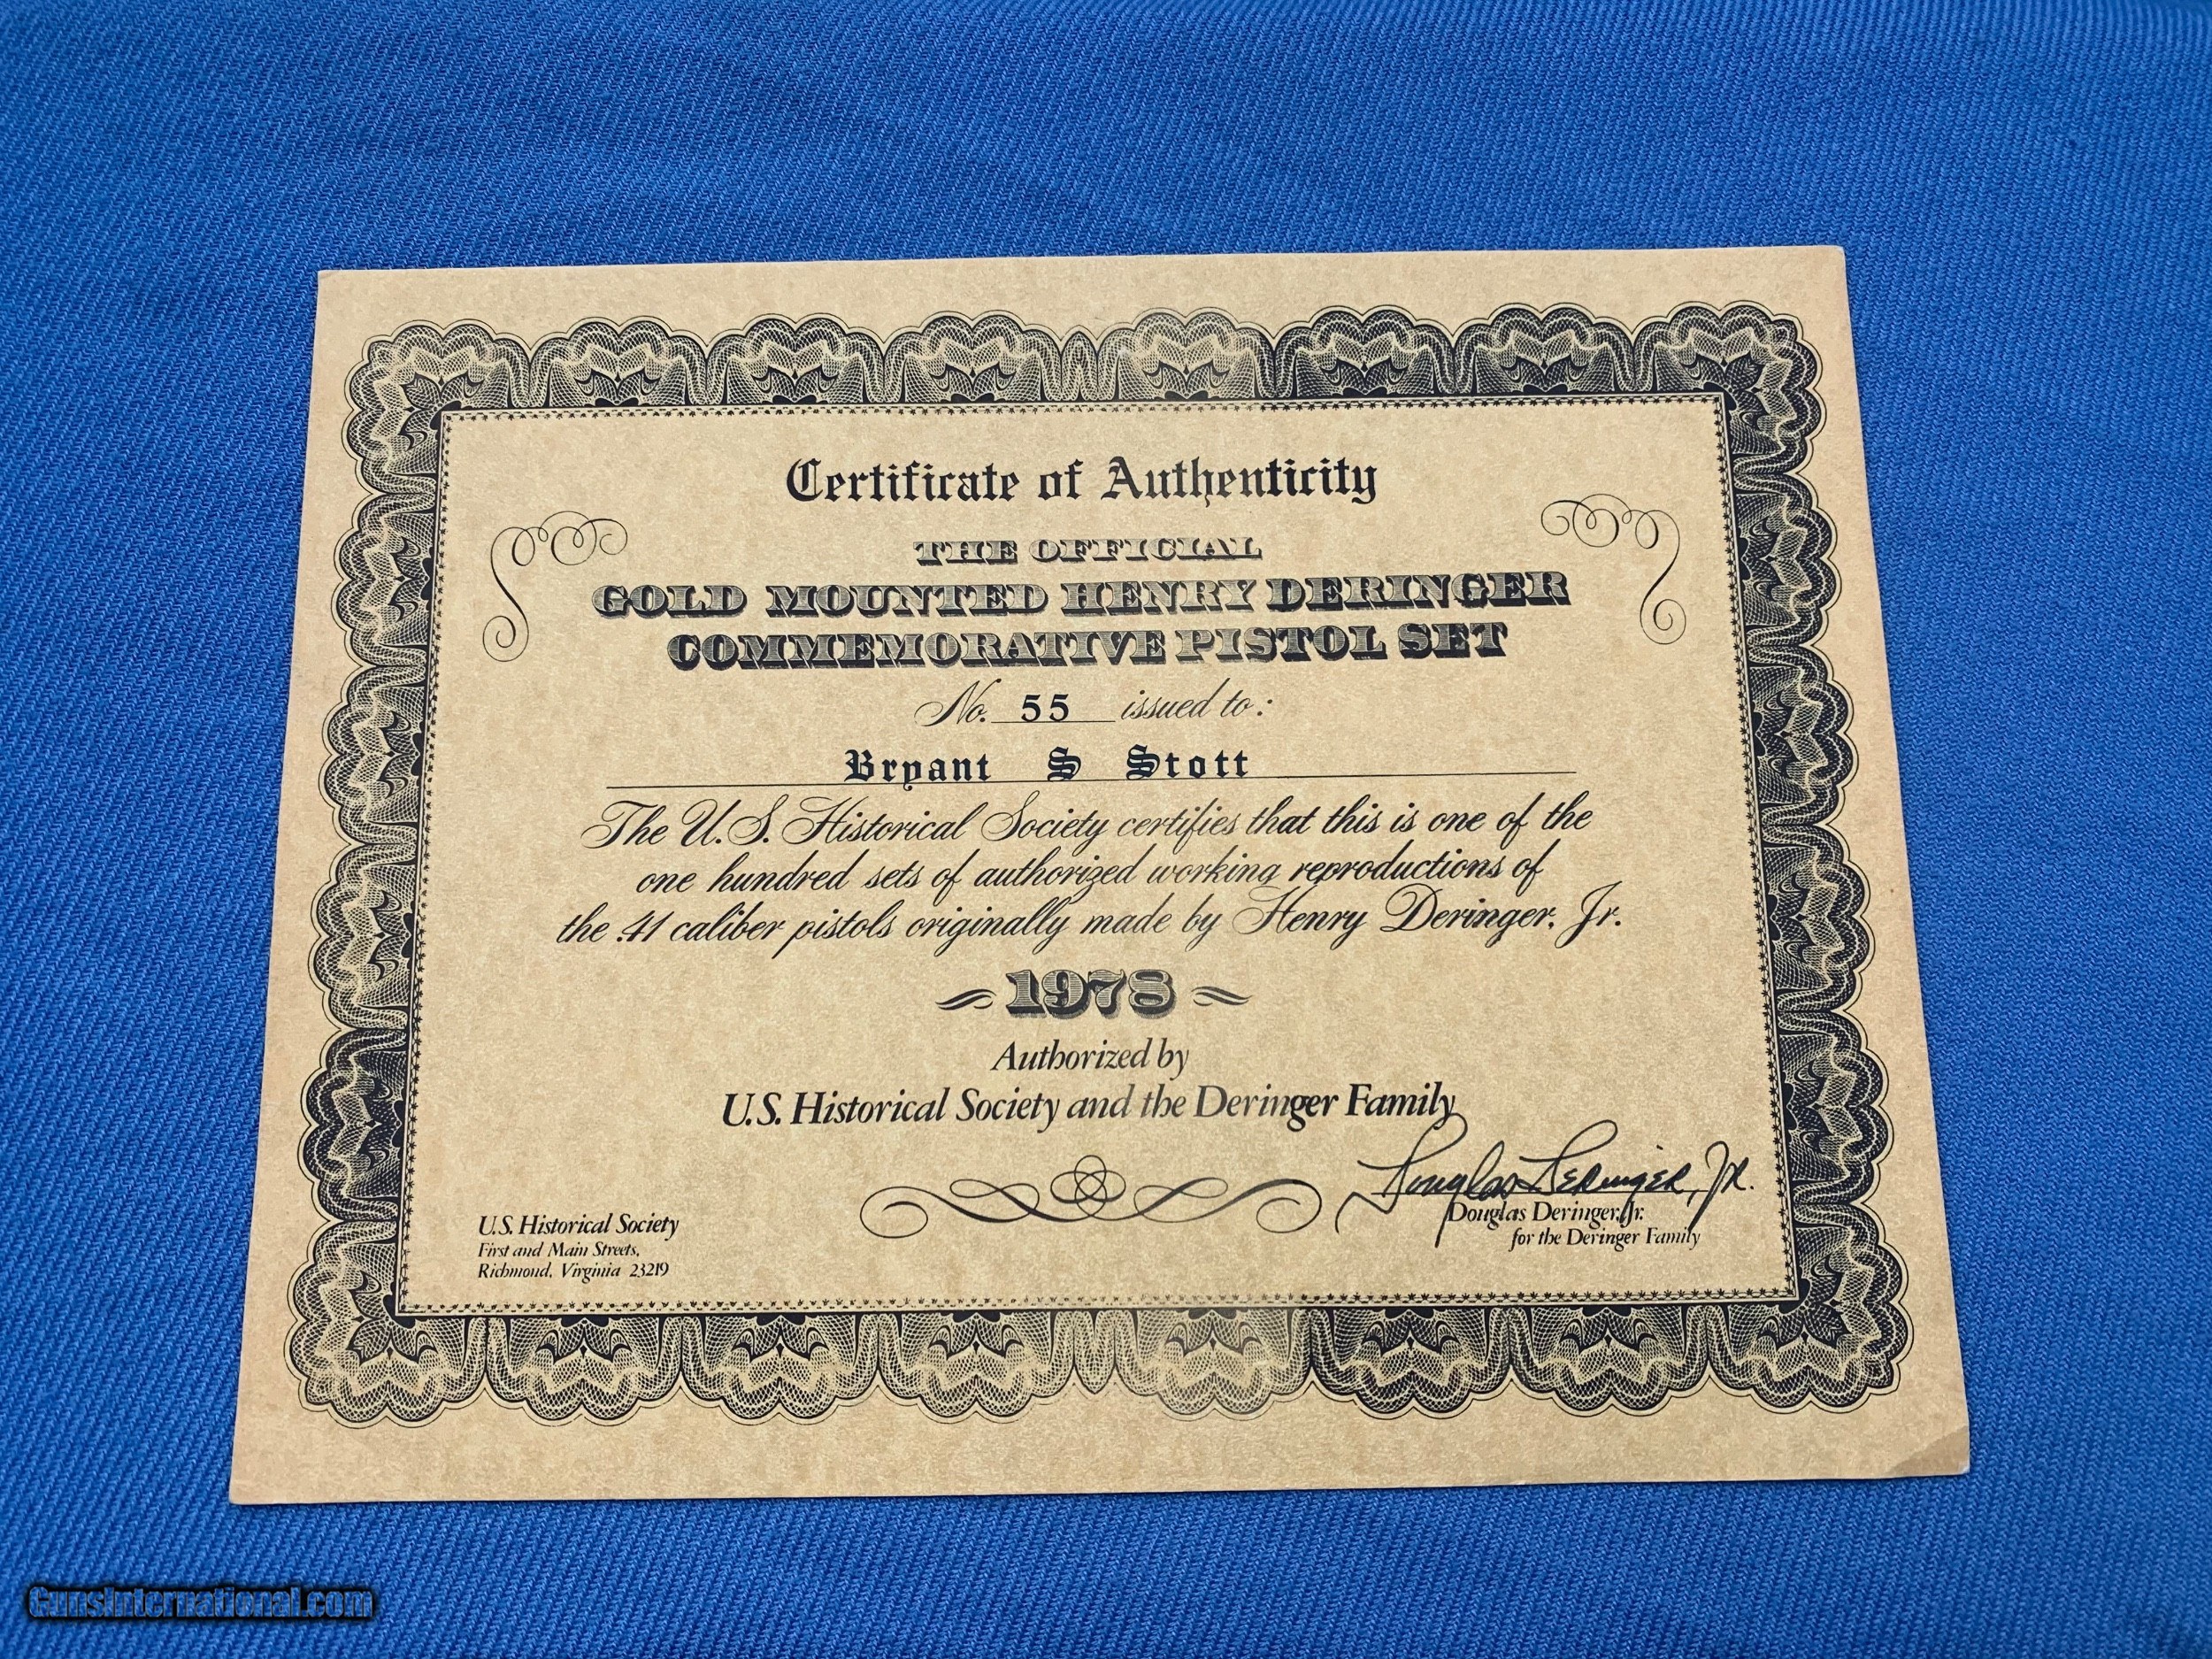 Certificate of Authenticity
THE OFFICIAL
GOLD MOUNTED HENRY DERINGER
COMMEMORATIVE PISTOL SET
No. 55 issued to:
Bryant S Stott
The U.S. Historical Society certifies that this is one of the
one hundred sets of authorized working reproductions of
the .41 caliber pistols originally made by Henry Deringer, Jr.
~ 1978 ~
Authorized by
U.S. Historical Society and the Deringer Family
Douglas Deringer, Jr.
Douglas Deringer, Jr.
for the Deringer Family
U.S. Historical Society
First and Main Streets,
Richmond, Virginia 23219
GunsInternational.com